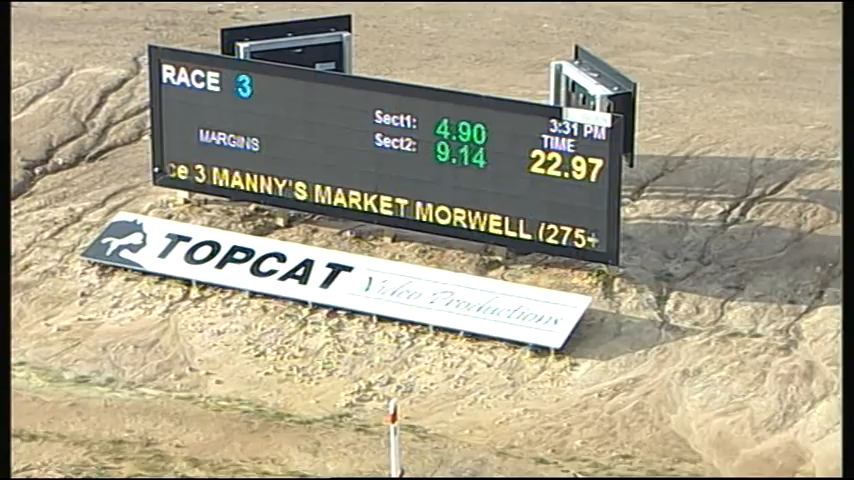 RACE 3
Sect1: 4.90 3:31 PM
MARGINS Sect2: 9.14 TIME
22.97
ce 3 MANNY'S MARKET MORWELL (275+
TOPCAT Video Productions